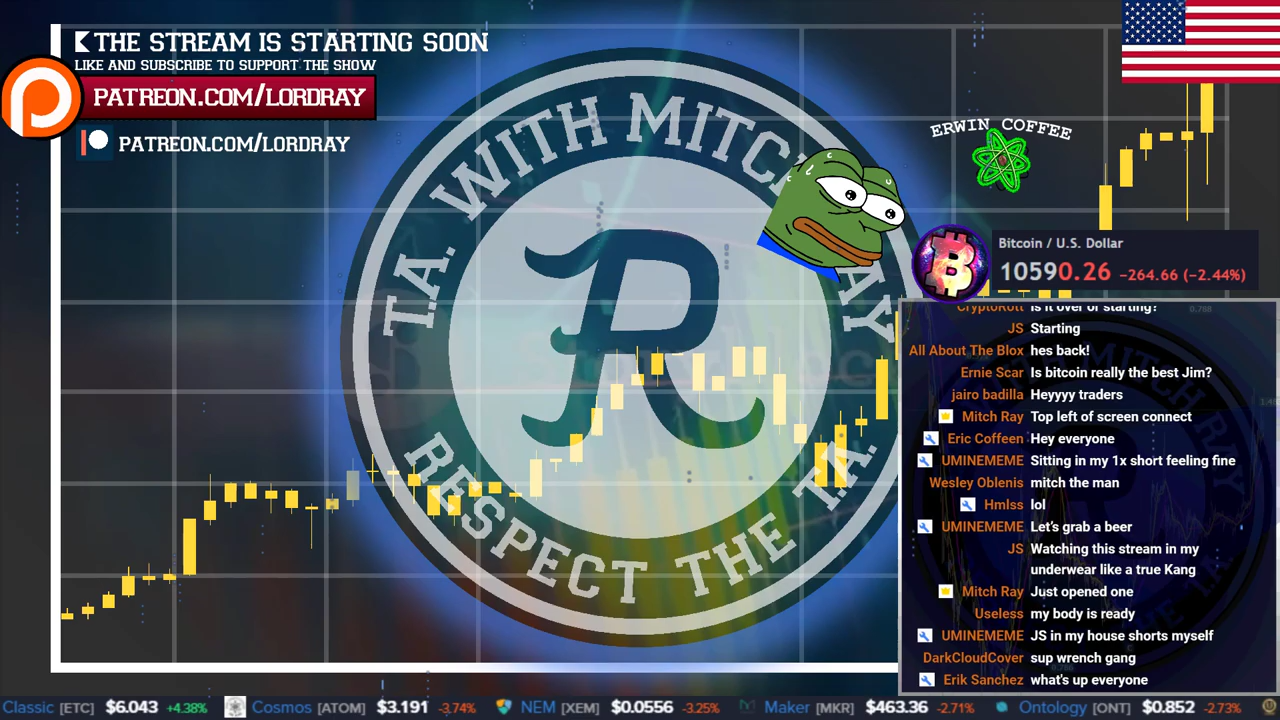 THE STREAM IS STARTING SOON
LIKE AND SUBSCRIBE TO SUPPORT THE SHOW
PATREON.COM/LORDRAY
PATREON.COM/LORDRAY
T.A. WITH MITCH RAY
RESPECT THE T.A.
ERWIN COFFEE
Bitcoin / U.S. Dollar
10590.26 −264.66 (−2.44%)
CryptoRott Is it over or starting?
JS Starting
All About The Blox hes back!
Ernie Scar Is bitcoin really the best Jim?
jairo badilla Heyyyy traders
Mitch Ray Top left of screen connect
Eric Coffeen Hey everyone
UMINEMEME Sitting in my 1x short feeling fine
Wesley Oblenis mitch the man
Hmlss lol
UMINEMEME Let's grab a beer
JS Watching this stream in my
underwear like a true Kang
Mitch Ray Just opened one
Useless my body is ready
UMINEMEME JS in my house shorts myself
DarkCloudCover sup wrench gang
Erik Sanchez what's up everyone
Classic [ETC] $6.043 +4.38% Cosmos [ATOM] $3.191 -3.74% NEM [XEM] $0.0556 -3.25% Maker [MKR] $463.36 -2.71% Ontology [ONT] $0.852 -2.73%